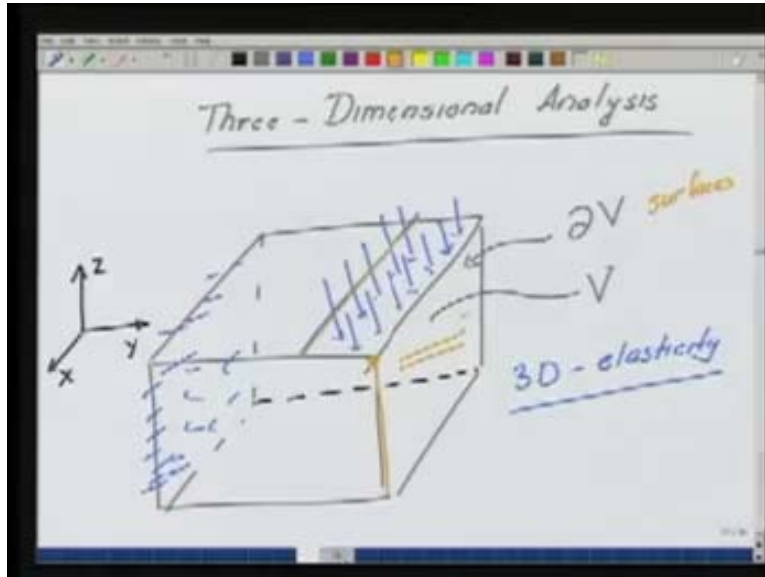 Three - Dimensional Analysis
∂V surfaces
V
3D - elasticity
Z
Y
X